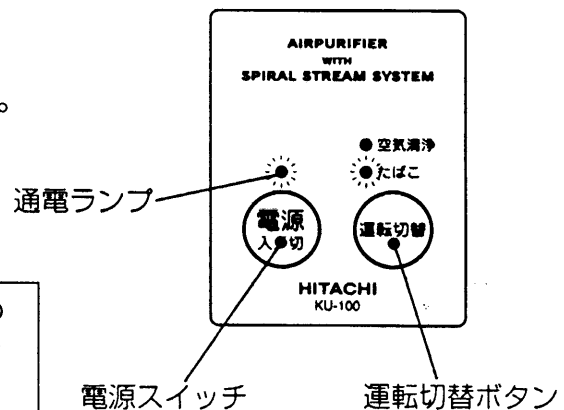 AIRPURIFIER
WITH
SPIRAL STREAM SYSTEM
。
空気清浄
たばこ
通電ランプ
電源
入 切
運転切替
HITACHI
KU-100
の
電源スイッチ
運転切替ボタン